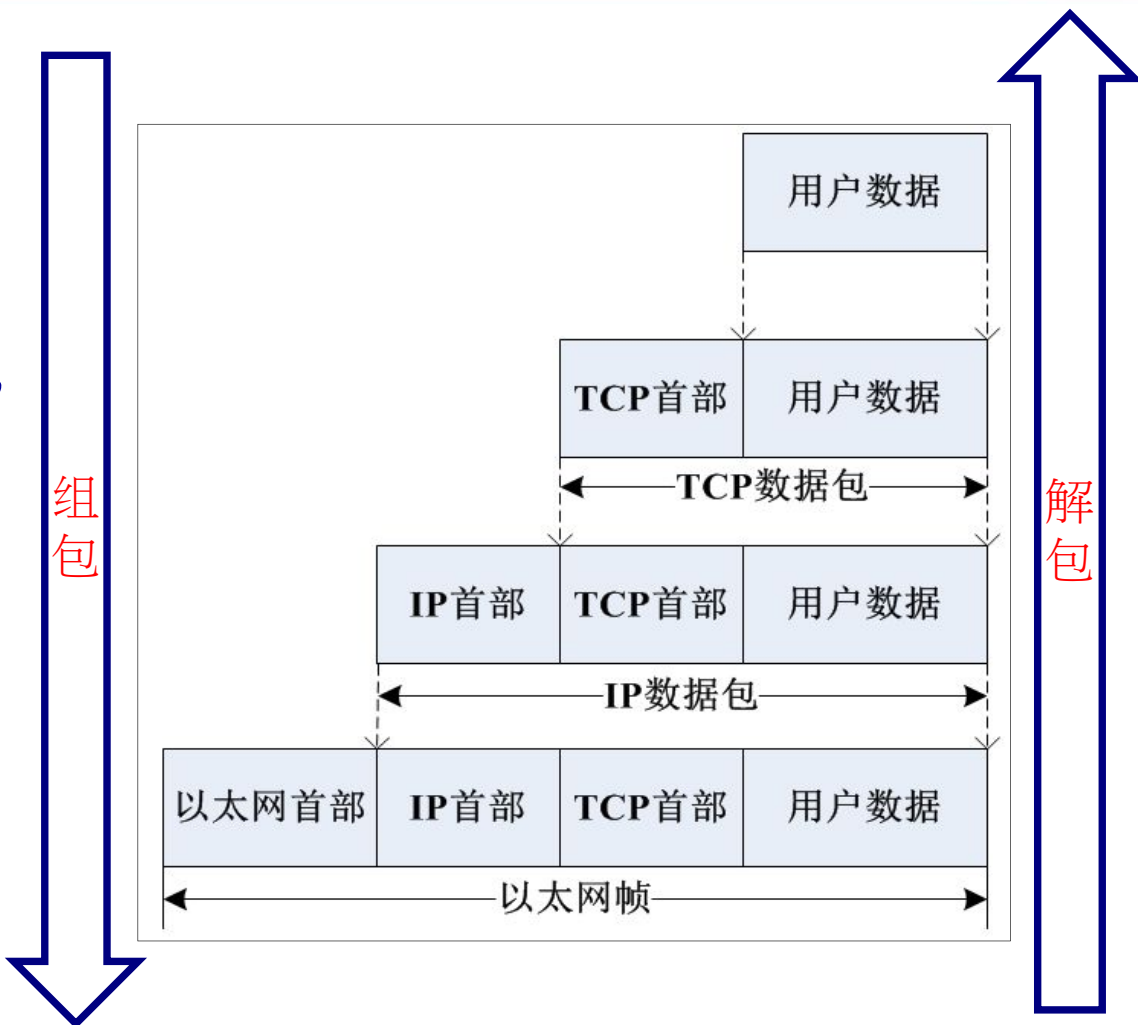 用户数据
TCP首部 用户数据
TCP数据包
组包
解包
IP首部 TCP首部 用户数据
IP数据包
以太网首部 IP首部 TCP首部 用户数据
以太网帧